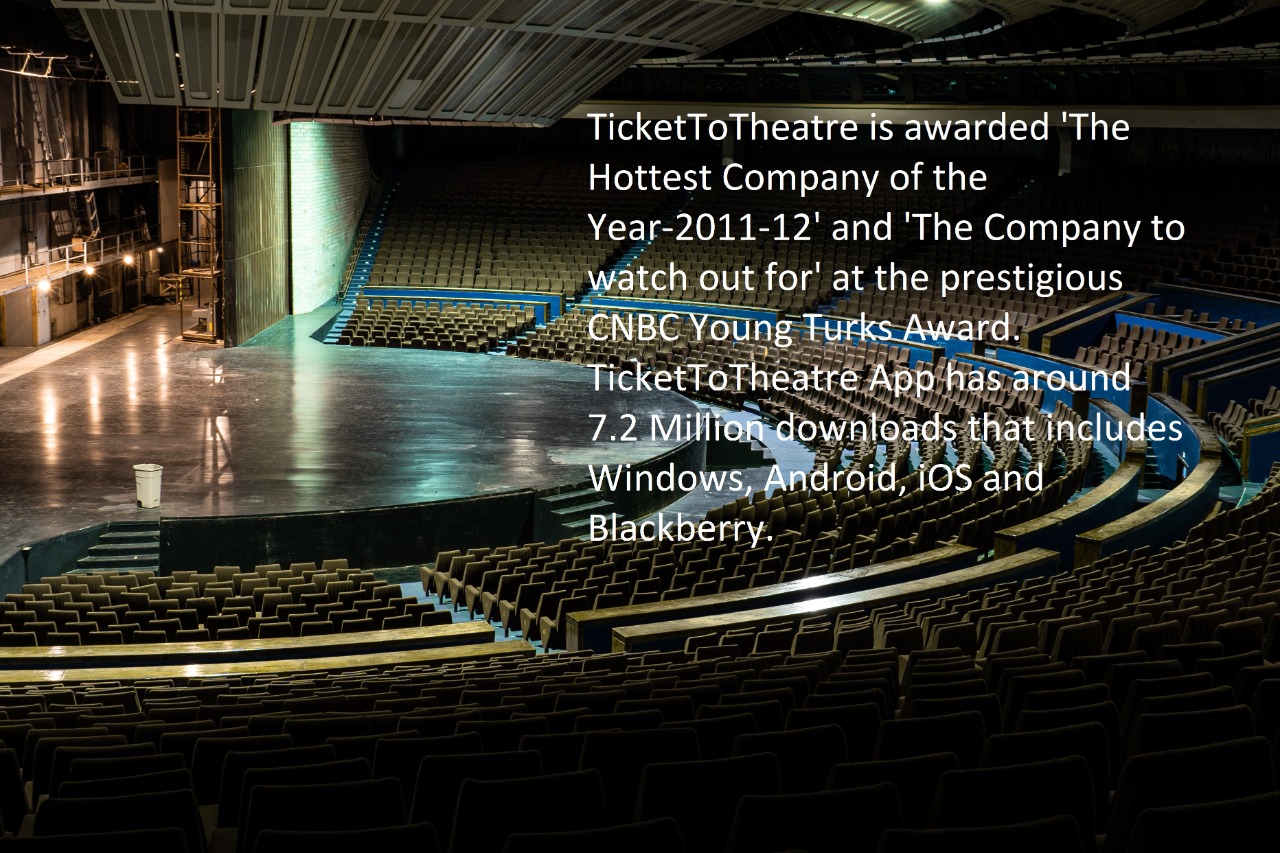 TicketToTheatre is awarded 'The
Hottest Company of the
Year-2011-12' and 'The Company to
watch out for' at the prestigious
CNBC Young Turks Award.
TicketToTheatre App has around
7.2 Million downloads that includes
Windows, Android, iOS and
Blackberry.